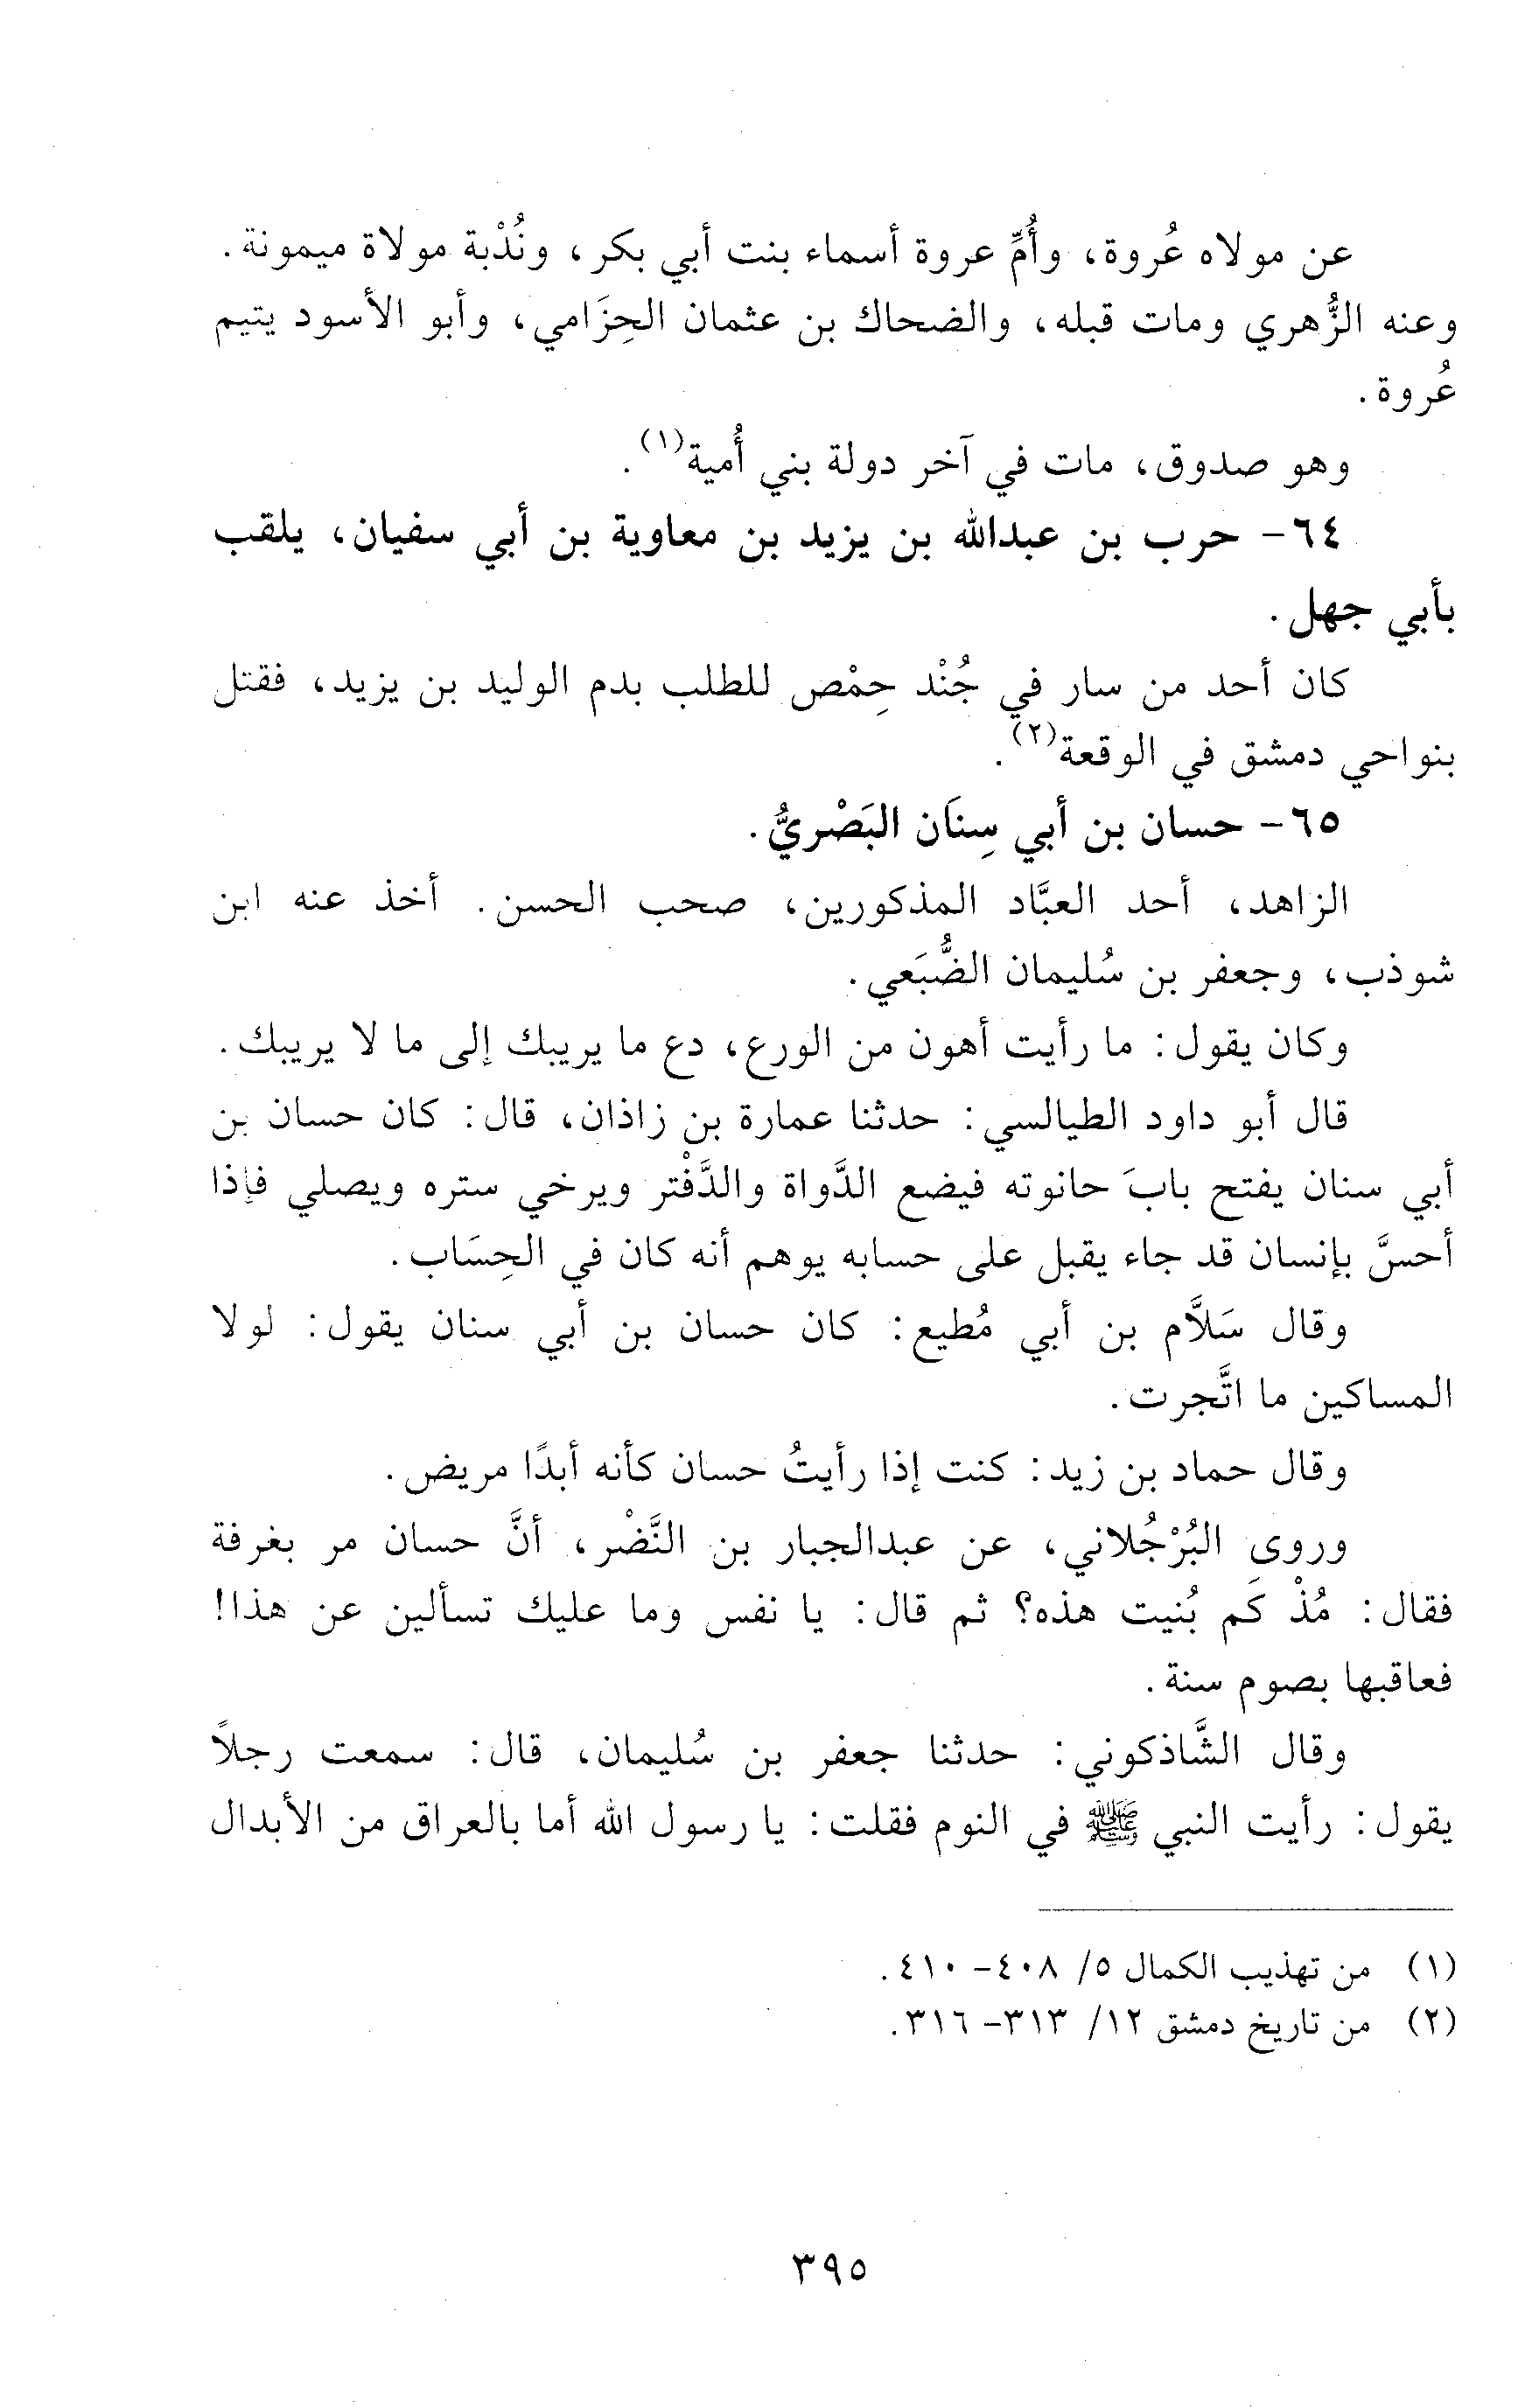 عن مولاه عُروة، وأُمِّ عروة أسماء بنت أبي بكر، ونُدْبة مولاة ميمونة.
وعنه الزُّهري ومات قبله، والضحاك بن عثمان الحِزَامي، وأبو الأسود يتيم
عُروة.
وهو صدوق، مات في آخر دولة بني أُمية(١).
٦٤- حرب بن عبدالله بن يزيد بن معاوية بن أبي سفيان، يلقب
بأبي جهل.
كان أحد من سار في جُنْد حِمْص للطلب بدم الوليد بن يزيد، فقتل
بنواحي دمشق في الوقعة(٢).
٦٥- حسان بن أبي سِنَان البَصْريُّ.
الزاهد، أحد العبَّاد المذكورين، صحب الحسن. أخذ عنه ابن
شوذب، وجعفر بن سُليمان الضُّبَعي.
وكان يقول: ما رأيت أهون من الورع، دع ما يريبك إلى ما لا يريبك.
قال أبو داود الطيالسي: حدثنا عمارة بن زاذان، قال: كان حسان بن
أبي سنان يفتح بابَ حانوته فيضع الدَّواة والدَّفْتر ويرخي ستره ويصلي فإذا
أحسَّ بإنسان قد جاء يقبل على حسابه يوهم أنه كان في الحِسَاب.
وقال سَلاَّم بن أبي مُطيع: كان حسان بن أبي سنان يقول: لولا
المساكين ما اتَّجرت.
وقال حماد بن زيد: كنت إذا رأيتُ حسان كأنه أبدًا مريض.
وروى البُرْجُلاني، عن عبدالجبار بن النَّضْر، أنَّ حسان مر بغرفة
فقال: مُذْ كَم بُنيت هذه؟ ثم قال: يا نفس وما عليك تسألين عن هذا!
فعاقبها بصوم سنة.
وقال الشَّاذكوني: حدثنا جعفر بن سُليمان، قال: سمعت رجلاً
يقول: رأيت النبي ﷺ في النوم فقلت: يا رسول الله أما بالعراق من الأبدال
(١) من تهذيب الكمال ٥/ ٤٠٨- ٤١٠.
(٢) من تاريخ دمشق ١٢/ ٣١٣- ٣١٦.
٣٩٥